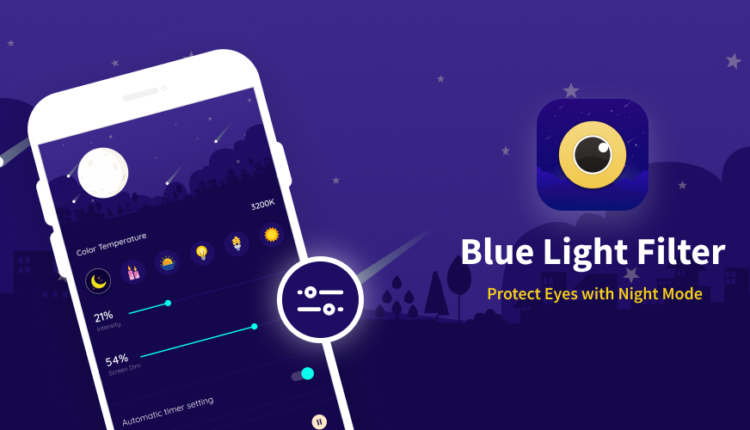 3200K
Color Temperature
21%
Intensity
54%
Screen Dim
Automatic timer setting
Blue Light Filter
Protect Eyes with Night Mode